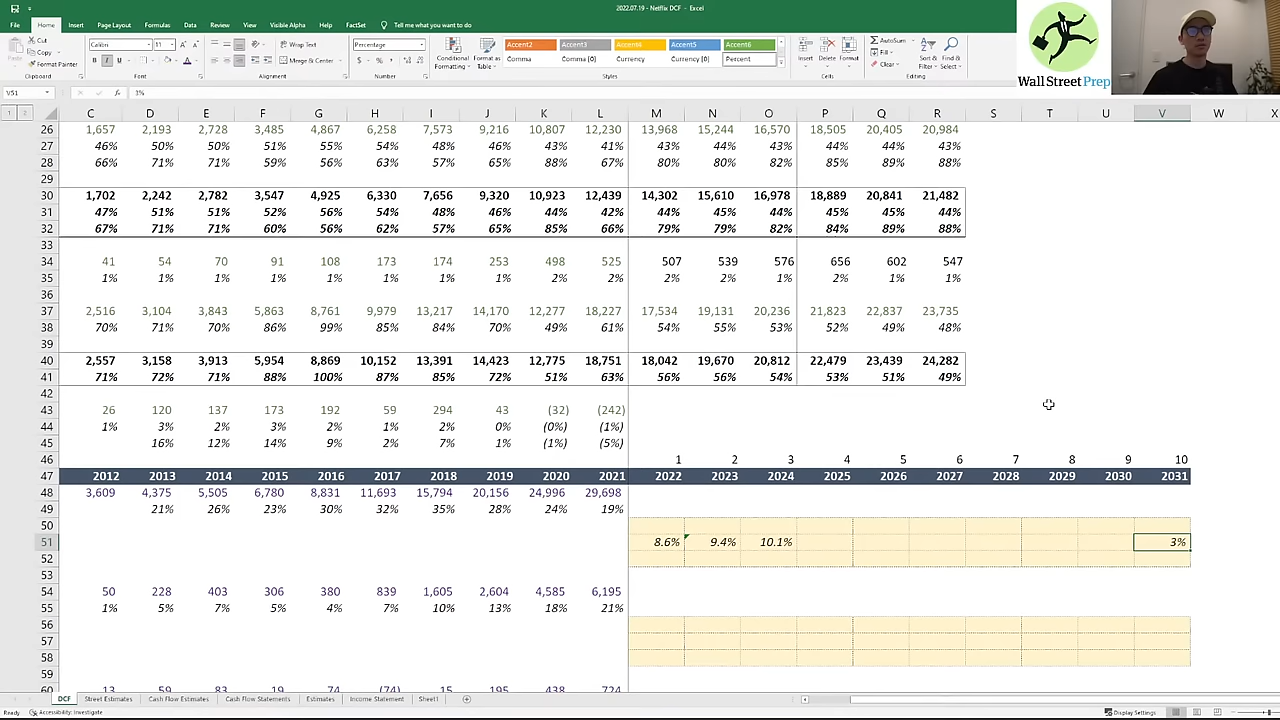 2022.07.19 - Netflix DCF - Excel
File Home Insert Page Layout Formulas Data Review View Visible Alpha Help FactSet Tell me what you want to do
Cut
Copy
Format Painter
Clipboard
Calibri 11
B I U
Font
Wrap Text
Merge & Center
Alignment
Percentage
Number
Conditional Formatting
Format as Table
Accent2 Accent3 Accent4 Accent5 Accent6
Comma Comma [0] Currency Currency [0] Percent
Styles
Insert Delete Format
Cells
AutoSum
Fill
Clear
Sort & Filter
Find & Select
Editing
Wall Street Prep
V51 fx 3%
1 2
C D E F G H I J K L M N O P Q R S T U V W X
26 1,657 2,193 2,728 3,485 4,867 6,258 7,573 9,216 10,807 12,230 13,968 15,244 16,570 18,505 20,405 20,984
27 46% 50% 50% 51% 55% 54% 48% 46% 43% 41% 43% 44% 43% 44% 44% 43%
28 66% 71% 71% 59% 56% 63% 57% 65% 88% 67% 80% 80% 82% 85% 89% 88%
29
30 1,702 2,242 2,782 3,547 4,925 6,330 7,656 9,320 10,923 12,439 14,302 15,610 16,978 18,889 20,841 21,482
31 47% 51% 51% 52% 56% 54% 48% 46% 44% 42% 44% 45% 44% 45% 45% 44%
32 67% 71% 71% 60% 56% 62% 57% 65% 85% 66% 79% 79% 82% 84% 89% 88%
33
34 41 54 70 91 108 173 174 253 498 525 507 539 576 656 602 547
35 1% 1% 1% 1% 1% 1% 1% 1% 2% 2% 2% 2% 1% 2% 1% 1%
36
37 2,516 3,104 3,843 5,863 8,761 9,979 13,217 14,170 12,277 18,227 17,534 19,131 20,236 21,823 22,837 23,735
38 70% 71% 70% 86% 99% 85% 84% 70% 49% 61% 54% 55% 53% 52% 49% 48%
39
40 2,557 3,158 3,913 5,954 8,869 10,152 13,391 14,423 12,775 18,751 18,042 19,670 20,812 22,479 23,439 24,282
41 71% 72% 71% 88% 100% 87% 85% 72% 51% 63% 56% 56% 54% 53% 51% 49%
42
43 26 120 137 173 192 59 294 43 (32) (242)
44 1% 3% 2% 3% 2% 1% 2% 0% (0%) (1%)
45 16% 12% 14% 9% 2% 7% 1% (1%) (5%)
46 1 2 3 4 5 6 7 8 9 10
47 2012 2013 2014 2015 2016 2017 2018 2019 2020 2021 2022 2023 2024 2025 2026 2027 2028 2029 2030 2031
48 3,609 4,375 5,505 6,780 8,831 11,693 15,794 20,156 24,996 29,698
49 21% 26% 23% 30% 32% 35% 28% 24% 19%
50
51 8.6% 9.4% 10.1% 3%
52
53
54 50 228 403 306 380 839 1,605 2,604 4,585 6,195
55 1% 5% 7% 5% 4% 7% 10% 13% 18% 21%
56
57
58
59
60 13 59 83 19 74 (74) 15 195 438 724
DCF Street Estimates Cash Flow Estimates Cash Flow Statements Estimates Income Statement Sheet1
Ready Accessibility: Investigate Display Settings